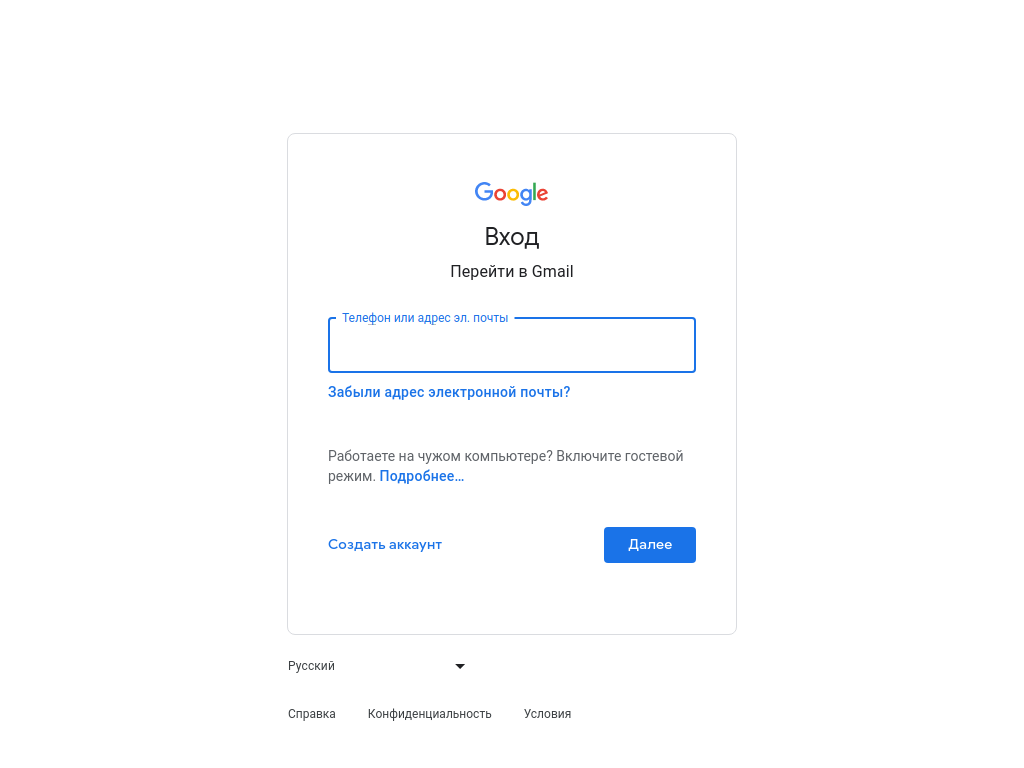 Google
Вход
Перейти в Gmail
Телефон или адрес эл. почты
Забыли адрес электронной почты?
Работаете на чужом компьютере? Включите гостевой
режим. Подробнее…
Создать аккаунт
Далее
Русский
Справка
Конфиденциальность
Условия